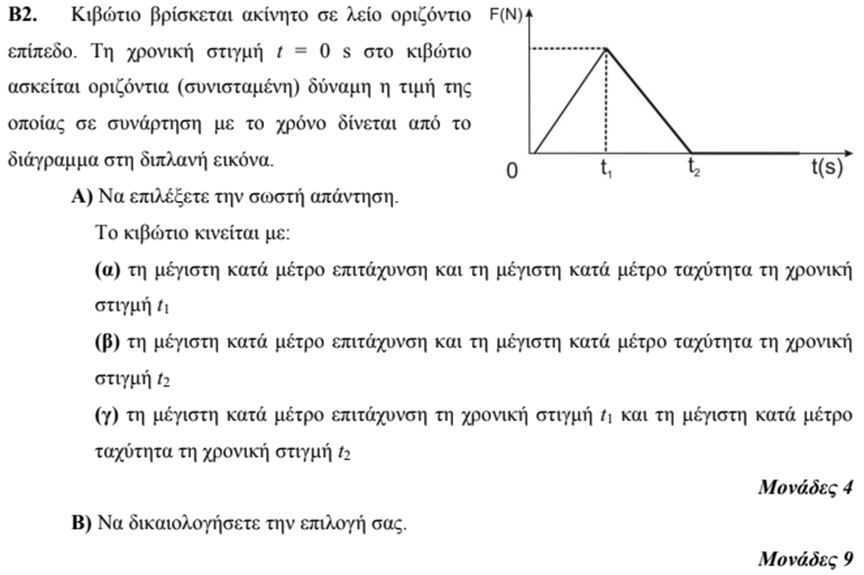 Β2. Κιβώτιο βρίσκεται ακίνητο σε λείο οριζόντιο
επίπεδο. Τη χρονική στιγμή t = 0 s στο κιβώτιο
ασκείται οριζόντια (συνισταμένη) δύναμη η τιμή της
οποίας σε συνάρτηση με το χρόνο δίνεται από το
διάγραμμα στη διπλανή εικόνα.
F(N)
0 t₁ t₂ t(s)
Α) Να επιλέξετε την σωστή απάντηση.
Το κιβώτιο κινείται με:
(α) τη μέγιστη κατά μέτρο επιτάχυνση και τη μέγιστη κατά μέτρο ταχύτητα τη χρονική
στιγμή t₁
(β) τη μέγιστη κατά μέτρο επιτάχυνση και τη μέγιστη κατά μέτρο ταχύτητα τη χρονική
στιγμή t₂
(γ) τη μέγιστη κατά μέτρο επιτάχυνση τη χρονική στιγμή t₁ και τη μέγιστη κατά μέτρο
ταχύτητα τη χρονική στιγμή t₂
Μονάδες 4
Β) Να δικαιολογήσετε την επιλογή σας.
Μονάδες 9